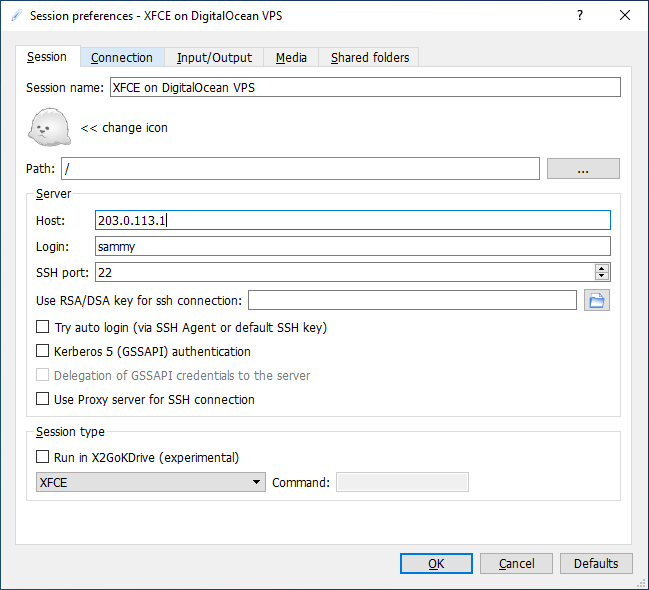 Session preferences - XFCE on DigitalOcean VPS ?
Session Connection Input/Output Media Shared folders
Session name: XFCE on DigitalOcean VPS
<< change icon
Path: / ...
Server
Host: 203.0.113.1
Login: sammy
SSH port: 22
Use RSA/DSA key for ssh connection:
Try auto login (via SSH Agent or default SSH key)
Kerberos 5 (GSSAPI) authentication
Delegation of GSSAPI credentials to the server
Use Proxy server for SSH connection
Session type
Run in X2GoKDrive (experimental)
XFCE Command:
OK Cancel Defaults